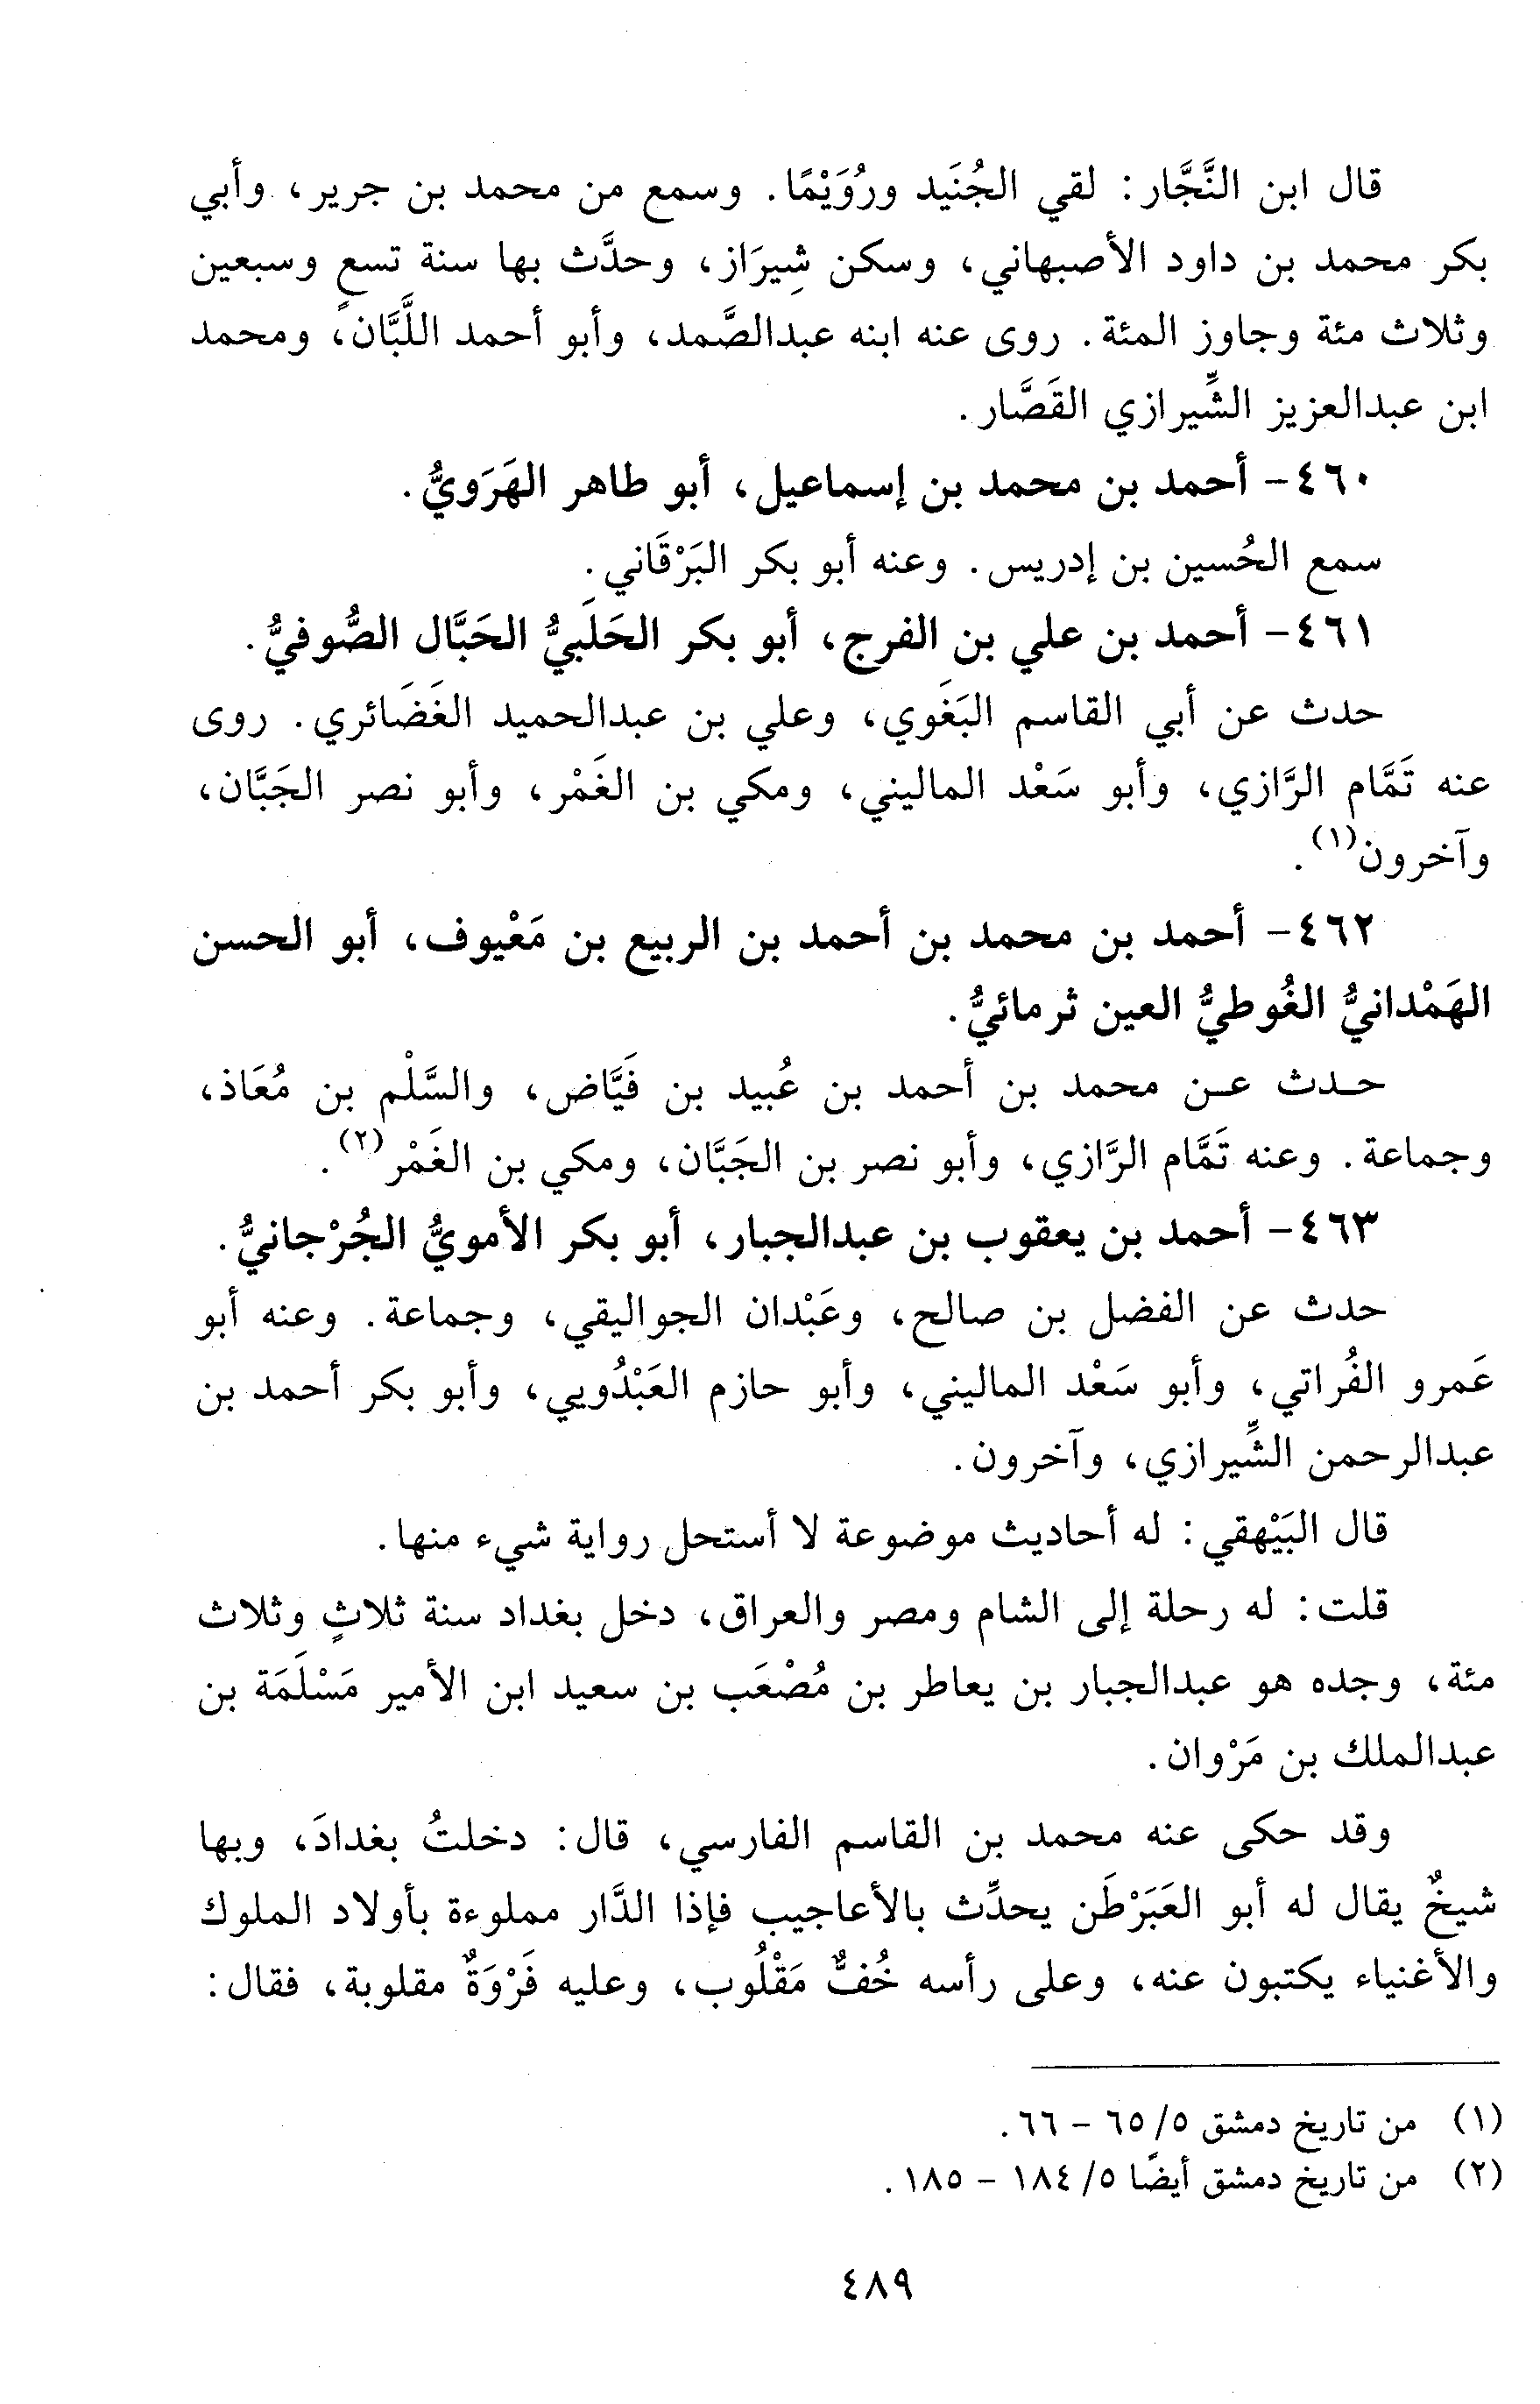 قال ابن النَّجَّار: لقي الجُنَيد ورُوَيْمًا. وسمع من محمد بن جرير، وأبي
بكر محمد بن داود الأصبهاني، وسكن شِيرَاز، وحدَّث بها سنة تسعٍ وسبعين
وثلاث مئة وجاوز المئة. روى عنه ابنه عبدالصَّمد، وأبو أحمد اللَّبَّان، ومحمد
ابن عبدالعزيز الشِّيرازي القَصَّار.
٤٦٠- أحمد بن محمد بن إسماعيل، أبو طاهر الهَرَويُّ.
سمع الحُسين بن إدريس. وعنه أبو بكر البَرْقَاني.
٤٦١- أحمد بن علي بن الفرج، أبو بكر الحَلَبيُّ الحَبَّال الصُّوفيُّ.
حدث عن أبي القاسم البَغَوي، وعلي بن عبدالحميد الغَضَائري. روى
عنه تَمَّام الرَّازي، وأبو سَعْد الماليني، ومكي بن الغَمْر، وأبو نصر الجَبَّان،
وآخرون(١).
٤٦٢- أحمد بن محمد بن أحمد بن الربيع بن مَعْيوف، أبو الحسن
الهَمْدانيُّ الغُوطيُّ العين ثرمائيُّ.
حدث عن محمد بن أحمد بن عُبيد بن فَيَّاض، والسَّلْم بن مُعَاذ،
وجماعة. وعنه تَمَّام الرَّازي، وأبو نصر بن الجَبَّان، ومكي بن الغَمْر(٢).
٤٦٣- أحمد بن يعقوب بن عبدالجبار، أبو بكر الأمويُّ الجُرْجانيُّ.
حدث عن الفضل بن صالح، وعَبْدان الجواليقي، وجماعة. وعنه أبو
عَمرو الفُراتي، وأبو سَعْد الماليني، وأبو حازم العَبْدُويي، وأبو بكر أحمد بن
عبدالرحمن الشِّيرازي، وآخرون.
قال البَيْهقي: له أحاديث موضوعة لا أستحل رواية شيء منها.
قلت: له رحلة إلى الشام ومصر والعراق، دخل بغداد سنة ثلاثٍ وثلاث
مئة، وجده هو عبدالجبار بن يعاطر بن مُصْعَب بن سعيد ابن الأمير مَسْلَمَة بن
عبدالملك بن مَرْوان.
وقد حكى عنه محمد بن القاسم الفارسي، قال: دخلتُ بغدادَ، وبها
شيخٌ يقال له أبو العَبَرْطَن يحدِّث بالأعاجيب فإذا الدَّار مملوءة بأولاد الملوك
والأغنياء يكتبون عنه، وعلى رأسه خُفٌّ مَقْلُوب، وعليه فَرْوَةٌ مقلوبة، فقال:
(١) من تاريخ دمشق ٥/ ٦٥ - ٦٦.
(٢) من تاريخ دمشق أيضًا ٥/ ١٨٤ - ١٨٥.
٤٨٩